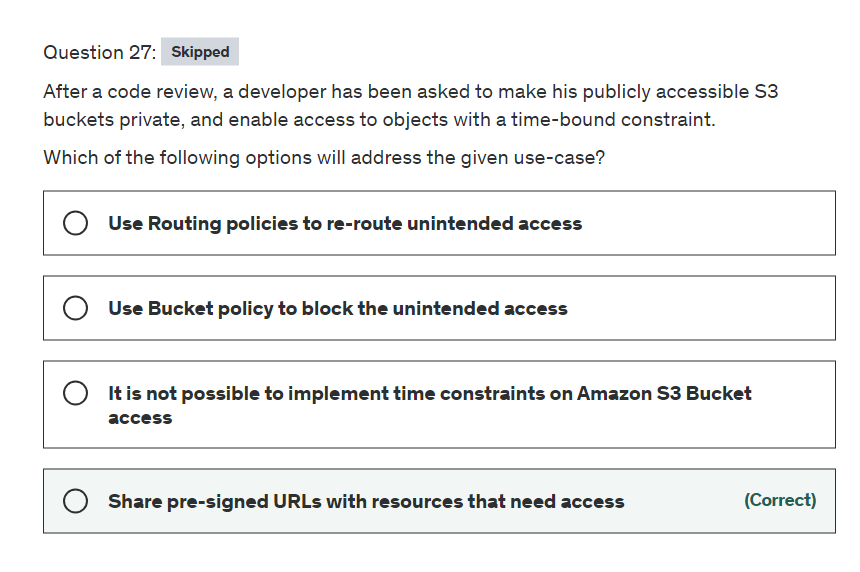 Question 27: Skipped
After a code review, a developer has been asked to make his publicly accessible S3
buckets private, and enable access to objects with a time-bound constraint.
Which of the following options will address the given use-case?
Use Routing policies to re-route unintended access
Use Bucket policy to block the unintended access
It is not possible to implement time constraints on Amazon S3 Bucket
access
Share pre-signed URLs with resources that need access (Correct)